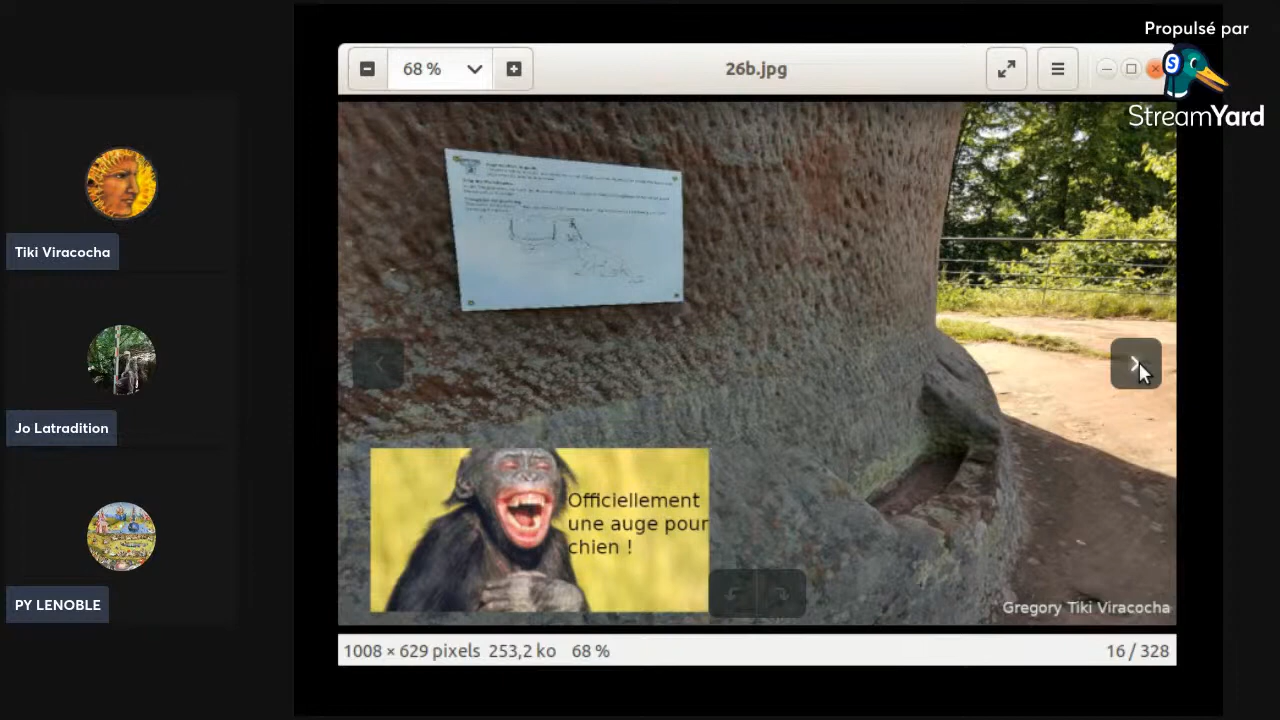 Propulsé par
StreamYard
68 %
26b.jpg
Tiki Viracocha
Jo Latradition
PY LENOBLE
Officiellement
une auge pour
chien !
Gregory Tiki Viracocha
1008 × 629 pixels 253,2 ko 68 %
16 / 328